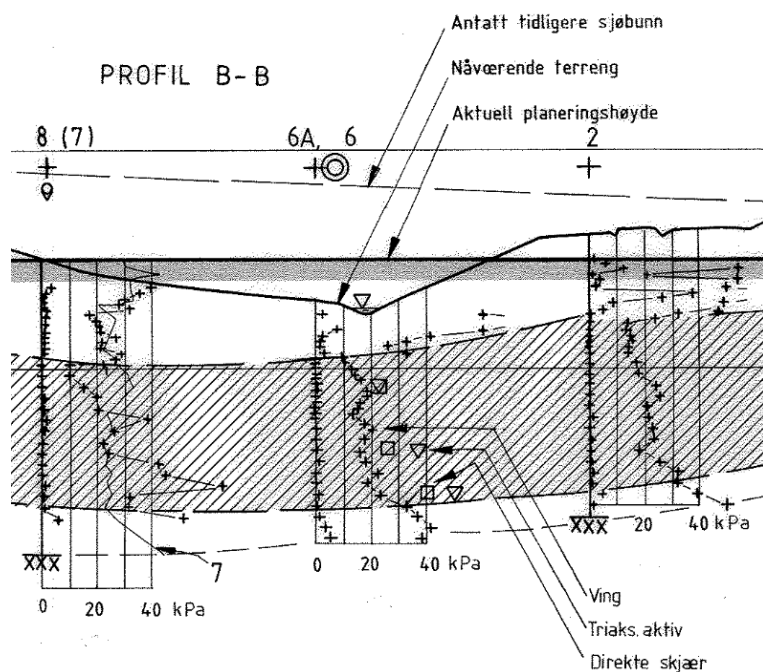 Antatt tidligere sjøbunn
PROFIL B-B
Nåværende terreng
Aktuell planeringshøyde
8 (7)
6A, 6
2
7
XXX
0 20 40 kPa
XXX
0 20 40 kPa
XXX
20 40 kPa
Ving
Triaks. aktiv
Direkte skjær